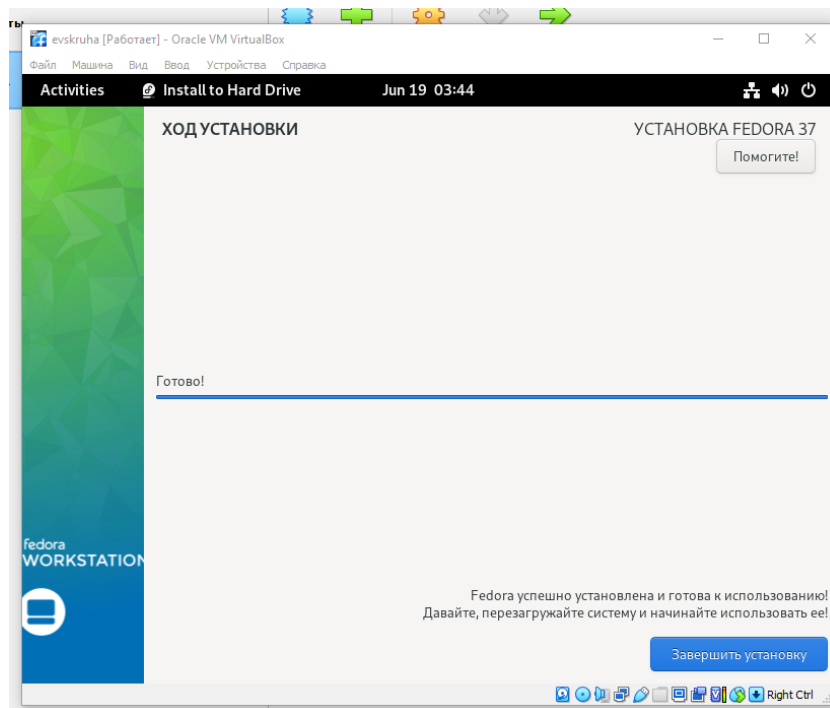 ты
evskruha [Работает] - Oracle VM VirtualBox
Файл Машина Вид Ввод Устройства Справка
Activities Install to Hard Drive Jun 19 03:44
ХОД УСТАНОВКИ УСТАНОВКА FEDORA 37
Помогите!
Готово!
fedora
WORKSTATION
Fedora успешно установлена и готова к использованию!
Давайте, перезагружайте систему и начинайте использовать ее!
Завершить установку
Right Ctrl